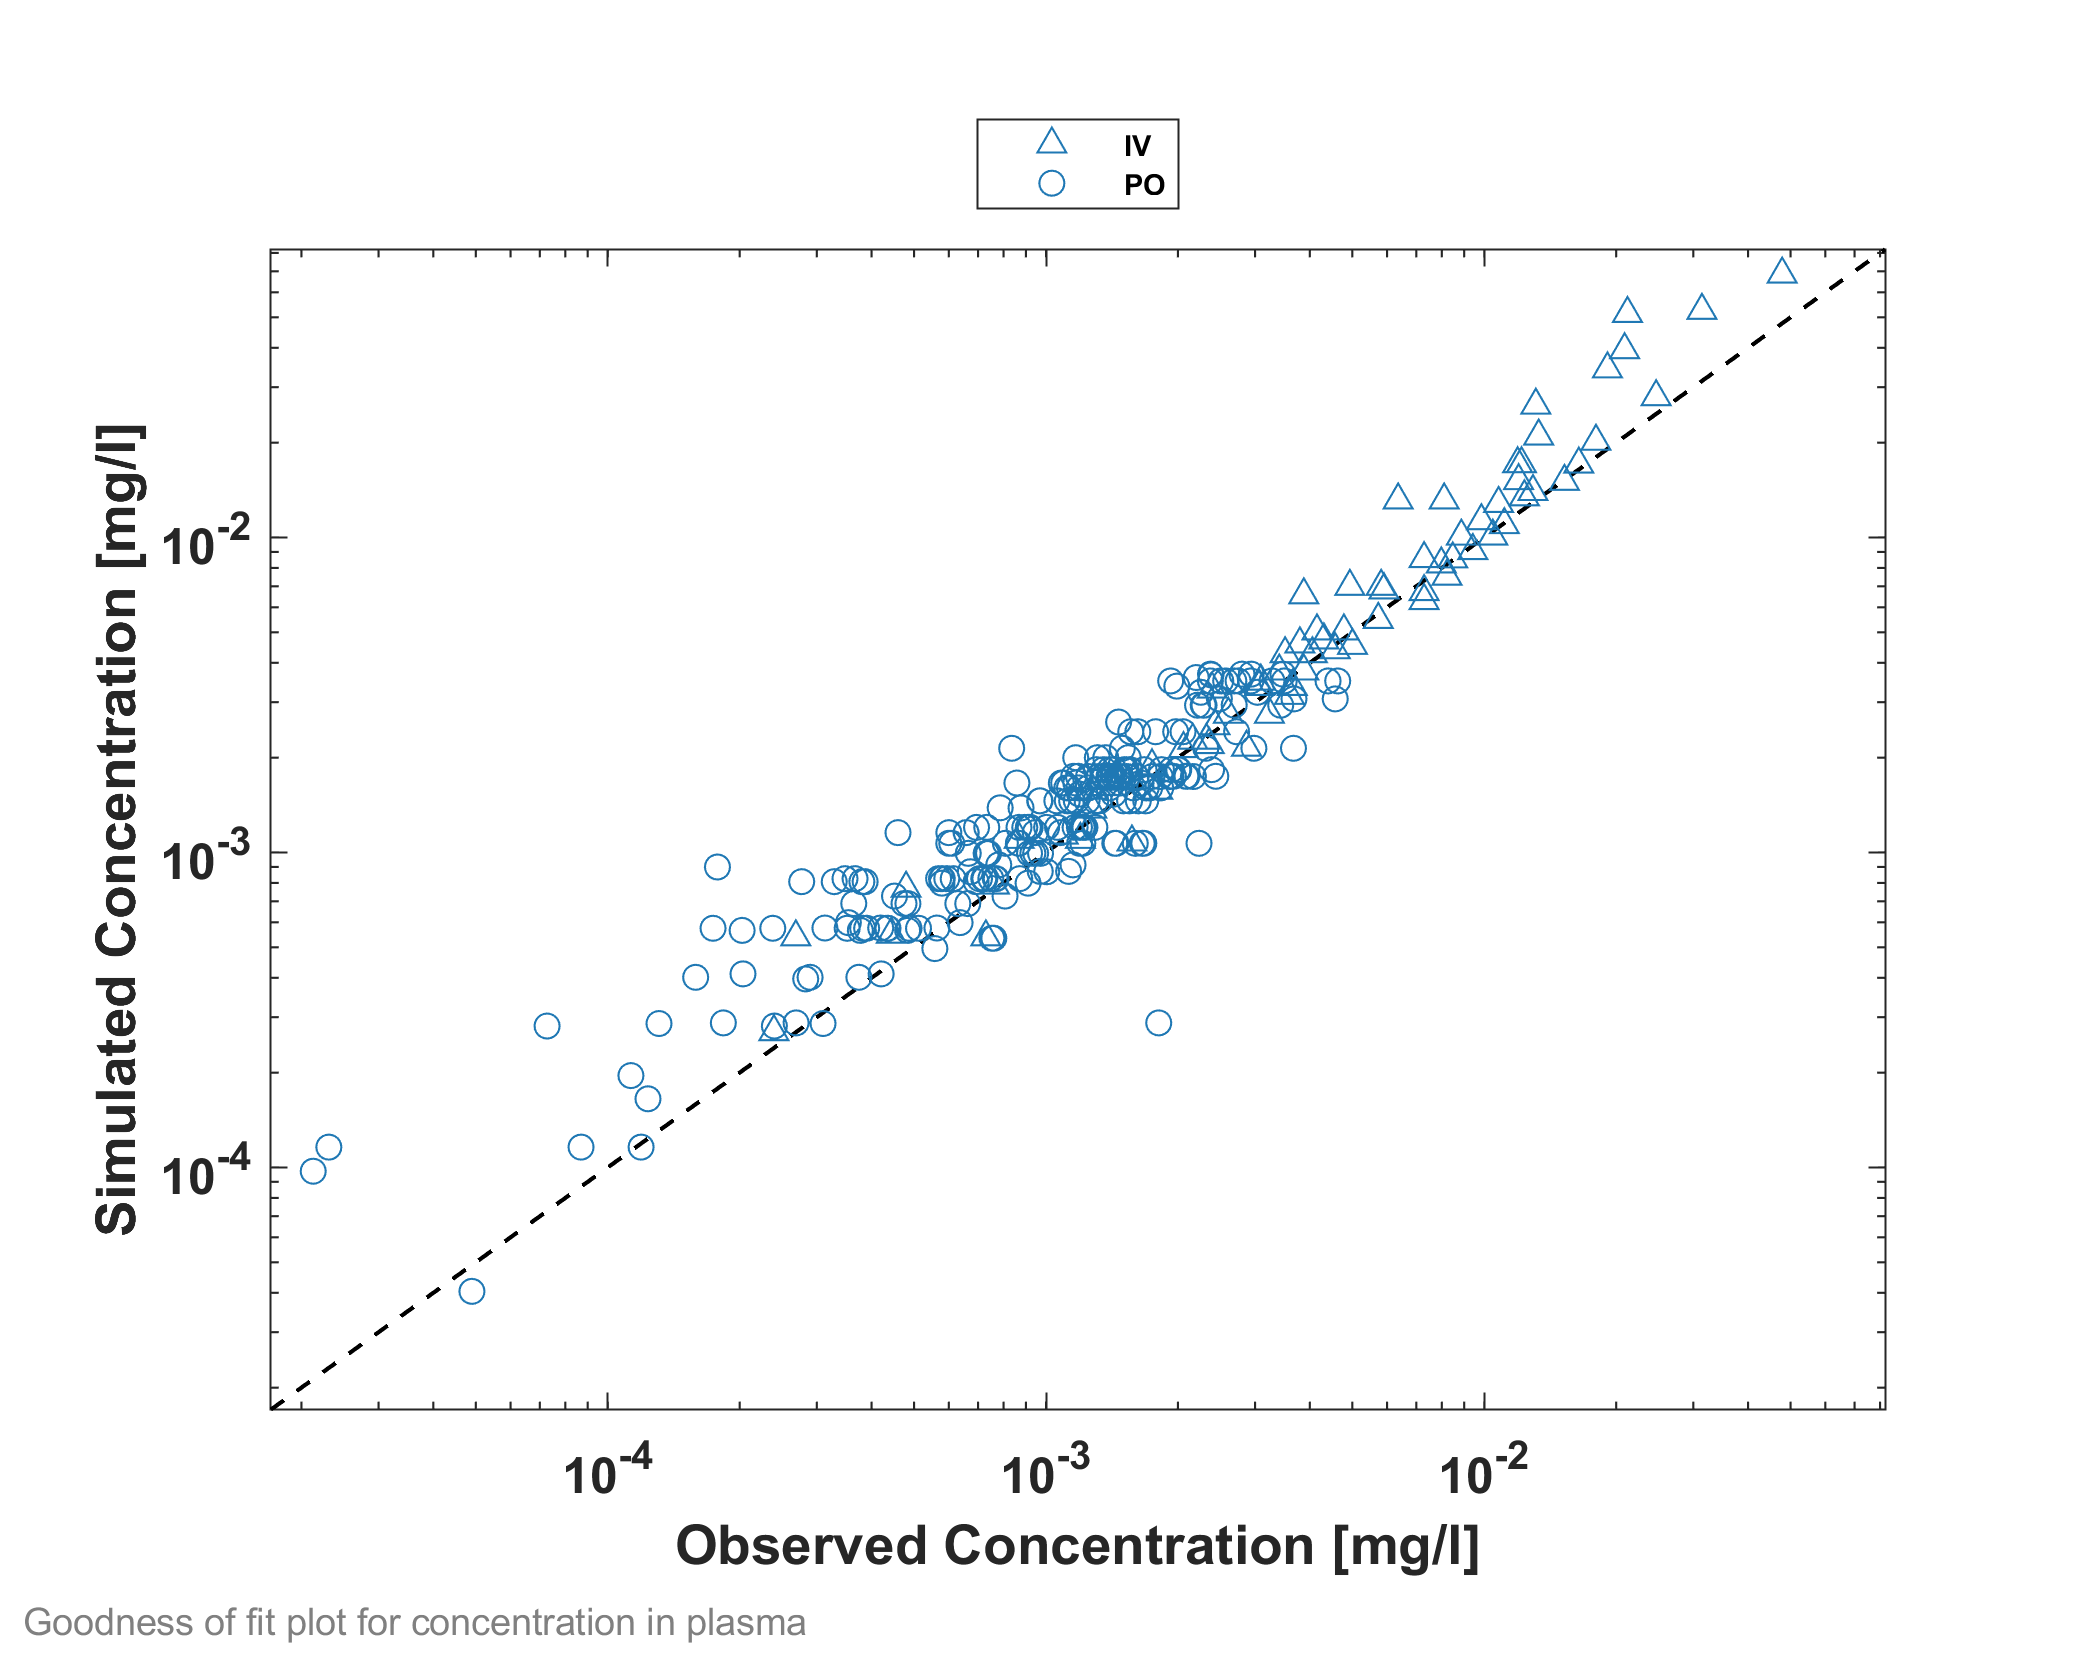 IV
PO
Simulated Concentration [mg/l]
10^-2
10^-3
10^-4
10^-4 10^-3 10^-2
Observed Concentration [mg/l]
Goodness of fit plot for concentration in plasma